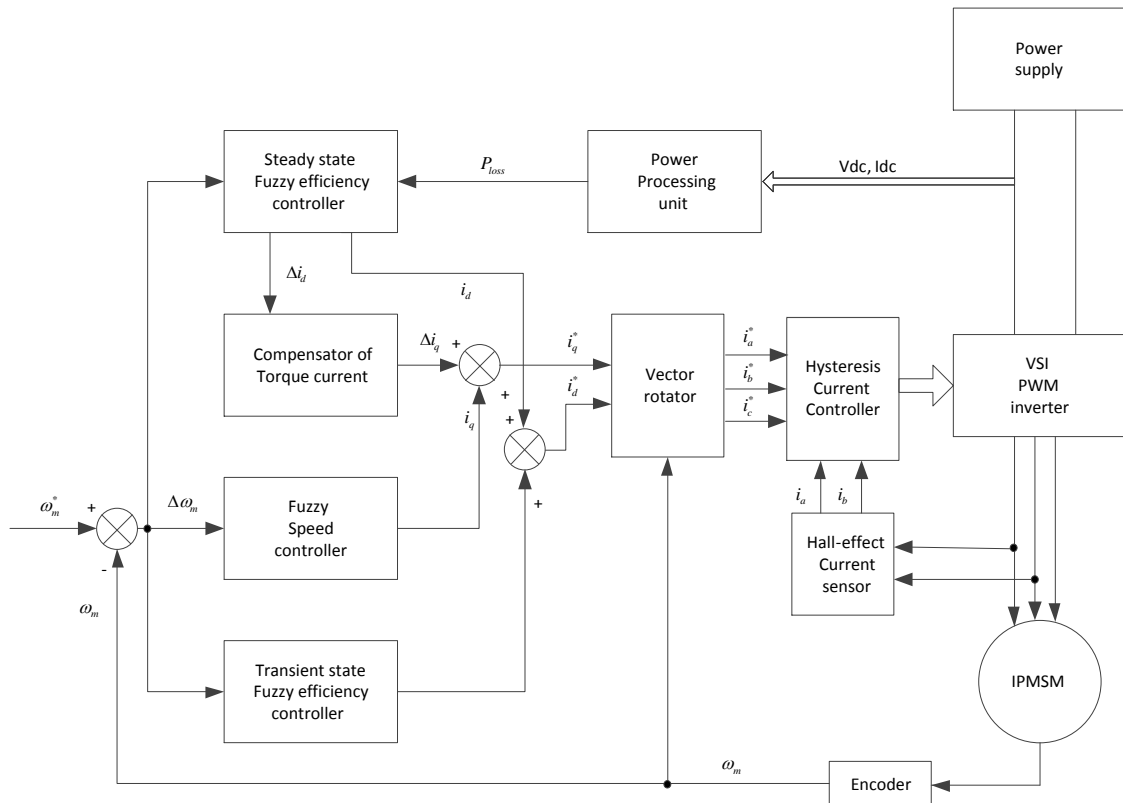 Power
supply
Steady state
Fuzzy efficiency
controller
P_loss
Power
Processing
unit
Vdc, Idc
Δi_d
i_d
Compensator of
Torque current
Δi_q
+
i_q^*
+
i_d^*
+
i_q
Vector
rotator
i_a^*
i_b^*
i_c^*
Hysteresis
Current
Controller
VSI
PWM
inverter
i_a
i_b
Hall-effect
Current
sensor
ω_m^*
+
-
Δω_m
Fuzzy
Speed
controller
+
+
ω_m
Transient state
Fuzzy efficiency
controller
IPMSM
ω_m
Encoder